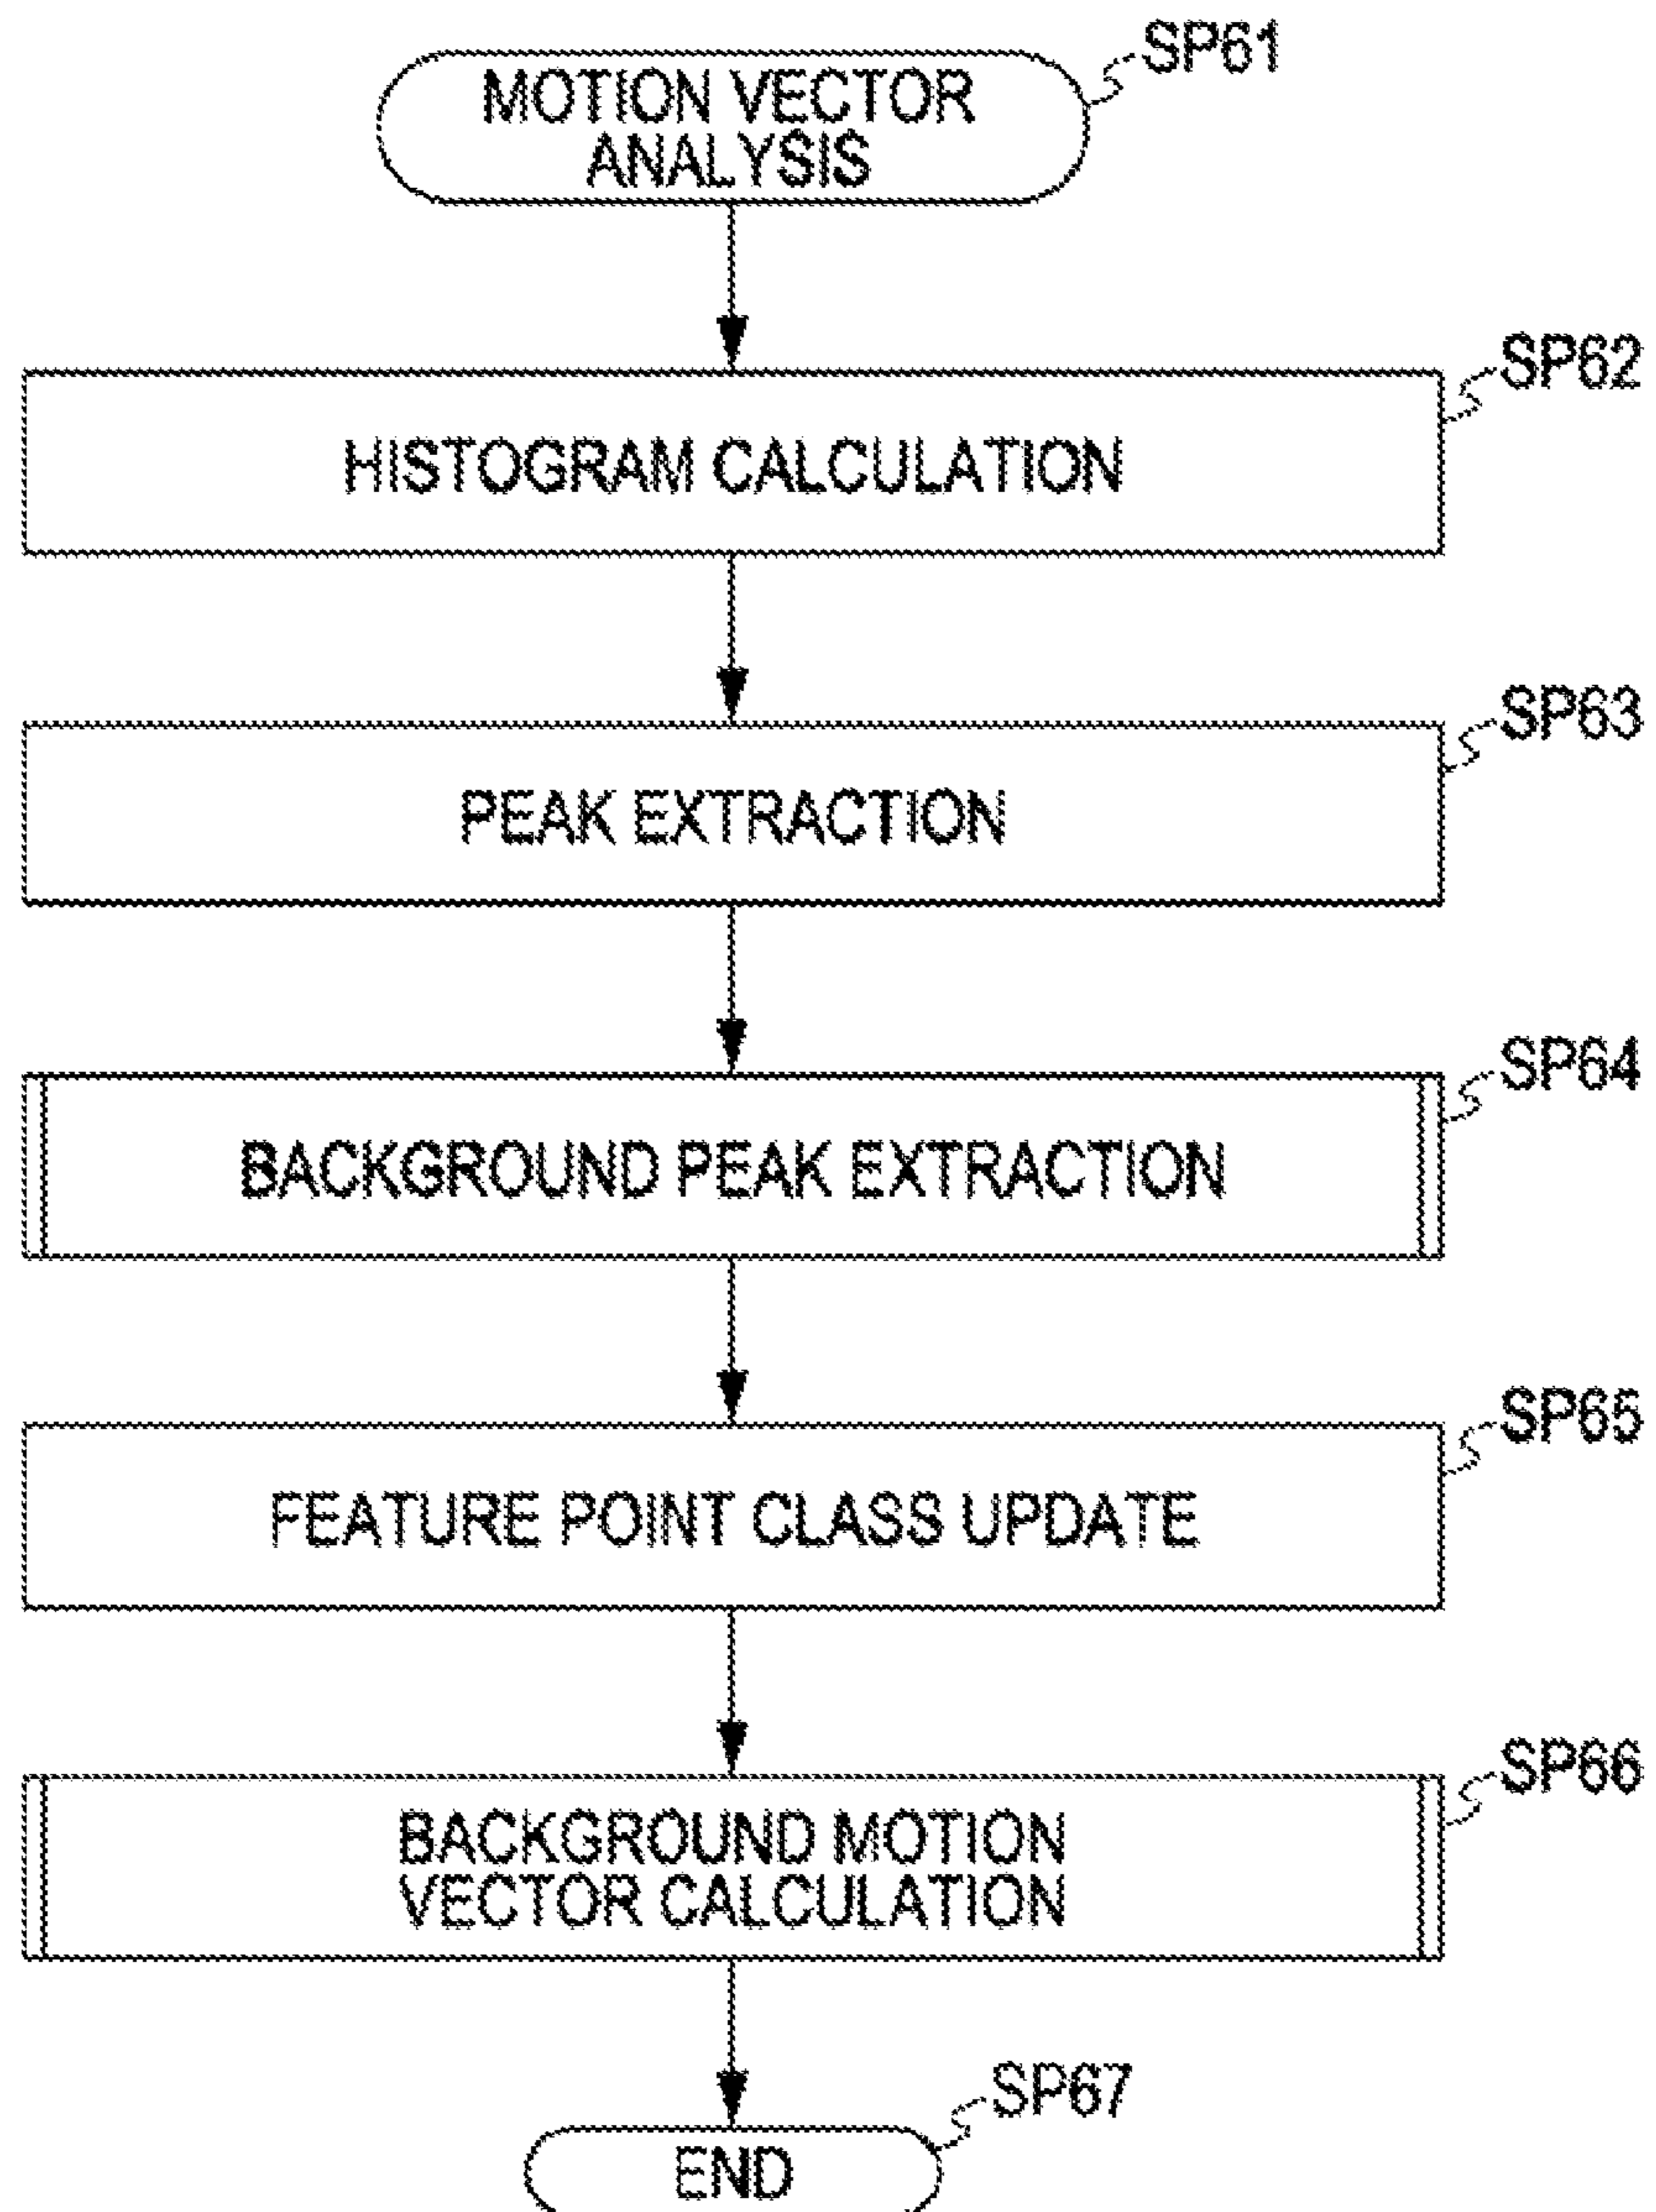 SP61
MOTION VECTOR
ANALYSIS
SP62
HISTOGRAM CALCULATION
SP63
PEAK EXTRACTION
SP64
BACKGROUND PEAK EXTRACTION
SP65
FEATURE POINT CLASS UPDATE
SP66
BACKGROUND MOTION
VECTOR CALCULATION
SP67
END